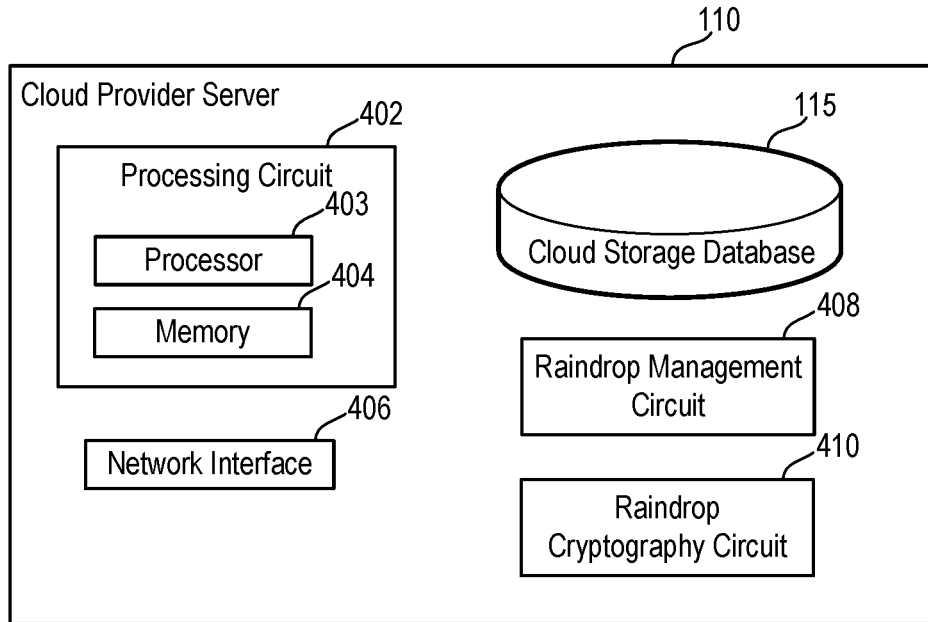 110
Cloud Provider Server
402
Processing Circuit
403
Processor
404
Memory
406
Network Interface
115
Cloud Storage Database
408
Raindrop Management
Circuit
410
Raindrop
Cryptography Circuit